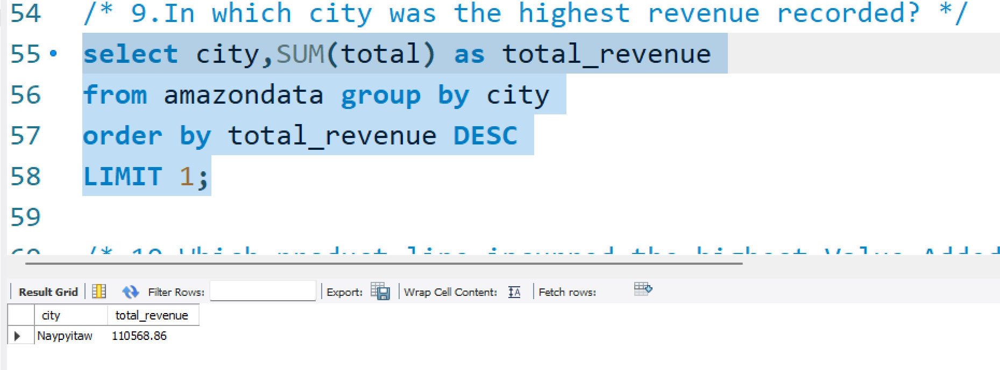 54 /* 9.In which city was the highest revenue recorded? */
55 select city,SUM(total) as total_revenue
56 from amazondata group by city
57 order by total_revenue DESC
58 LIMIT 1;
59
60 /* 10 Which product line incurred the highest Value Added
Result Grid Filter Rows: Export: Wrap Cell Content: Fetch rows:
city total_revenue
Naypyitaw 110568.86